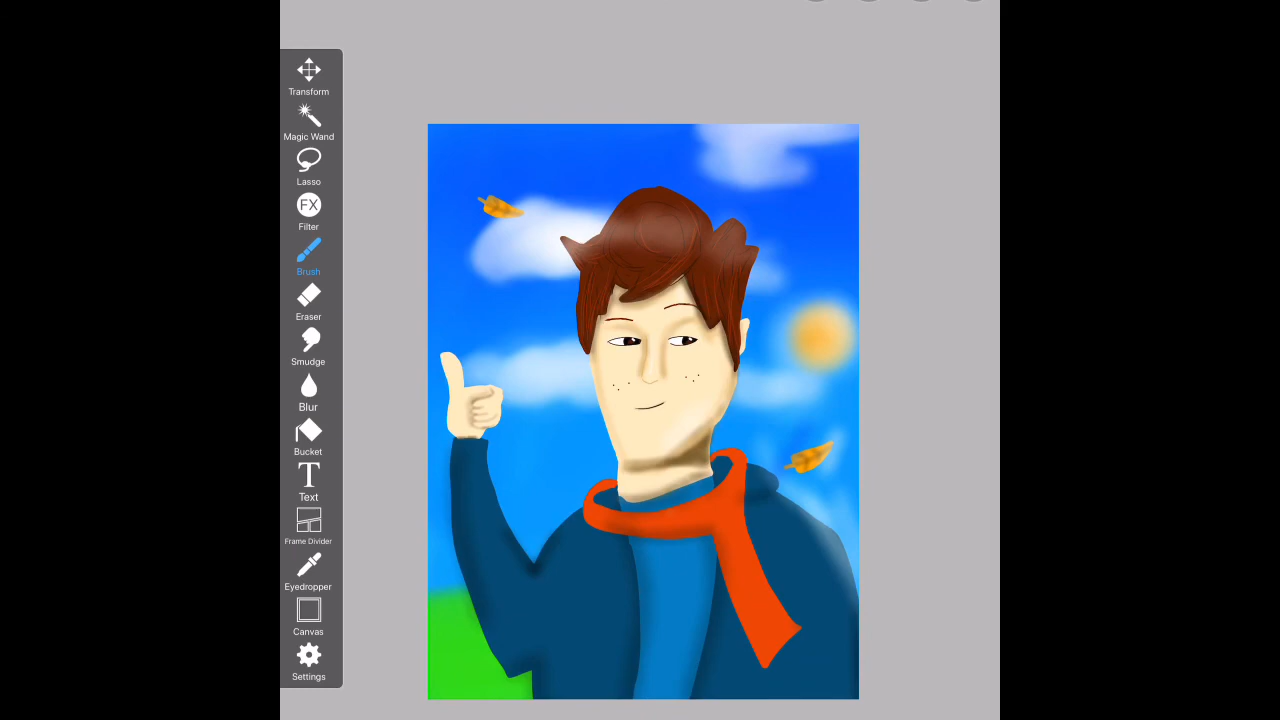 Transform
Magic Wand
Lasso
FX
Filter
Brush
Eraser
Smudge
Blur
Bucket
T
Text
Frame Divider
Eyedropper
Canvas
Settings